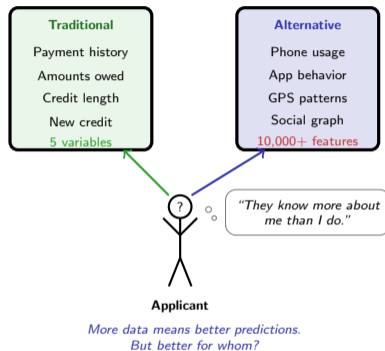 Traditional
Payment history
Amounts owed
Credit length
New credit
5 variables
Alternative
Phone usage
App behavior
GPS patterns
Social graph
10,000+ features
?
“They know more about
me than I do.”
Applicant
More data means better predictions.
But better for whom?